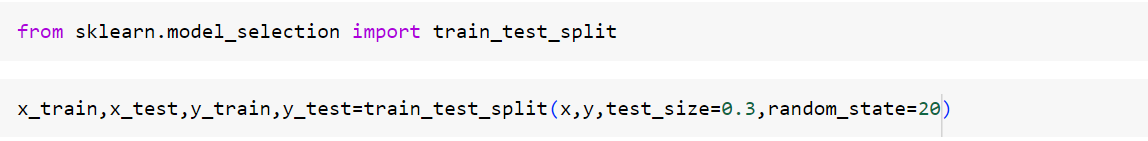 from sklearn.model_selection import train_test_split
x_train,x_test,y_train,y_test=train_test_split(x,y,test_size=0.3,random_state=20)